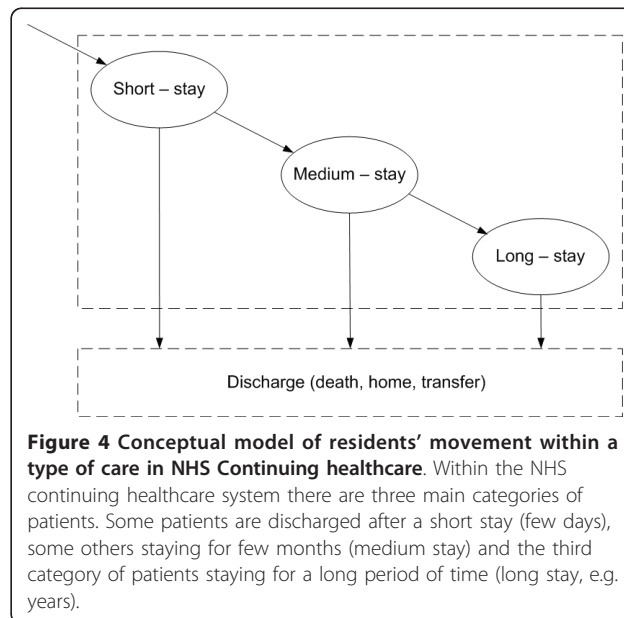 Short – stay
Medium – stay
Long – stay
Discharge (death, home, transfer)
Figure 4 Conceptual model of residents' movement within a
type of care in NHS Continuing healthcare. Within the NHS
continuing healthcare system there are three main categories of
patients. Some patients are discharged after a short stay (few days),
some others staying for few months (medium stay) and the third
category of patients staying for a long period of time (long stay, e.g.
years).